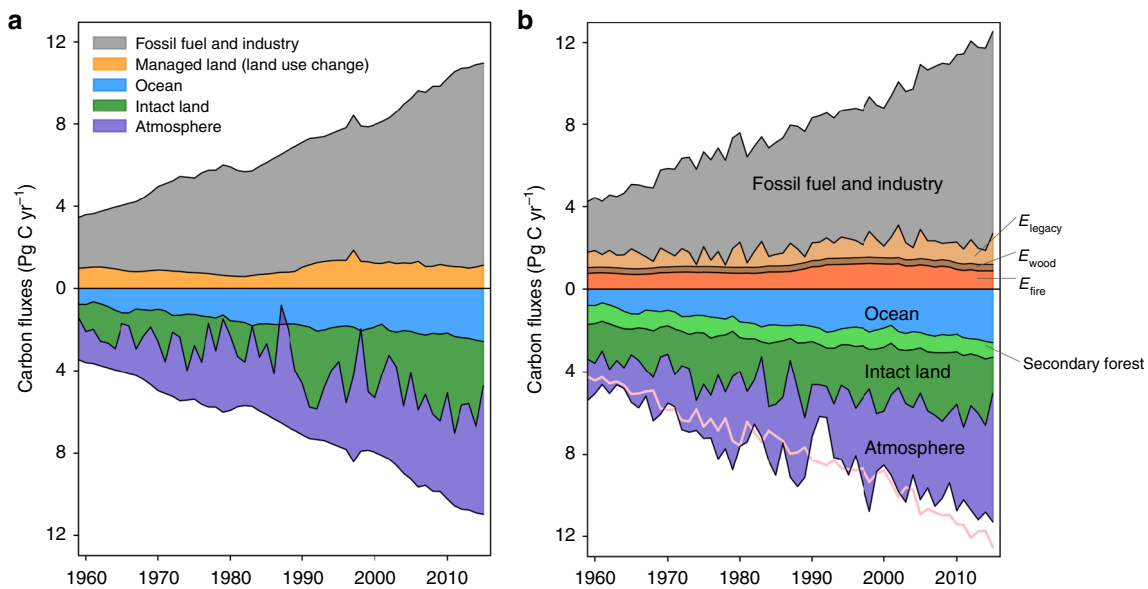 a
12
8
4
0
4
8
12
Carbon fluxes (Pg C yr⁻¹)
Fossil fuel and industry
Managed land (land use change)
Ocean
Intact land
Atmosphere
1960 1970 1980 1990 2000 2010
b
12
8
4
0
4
8
12
Carbon fluxes (Pg C yr⁻¹)
Fossil fuel and industry
E legacy
E wood
E fire
Ocean
Secondary forest
Intact land
Atmosphere
1960 1970 1980 1990 2000 2010